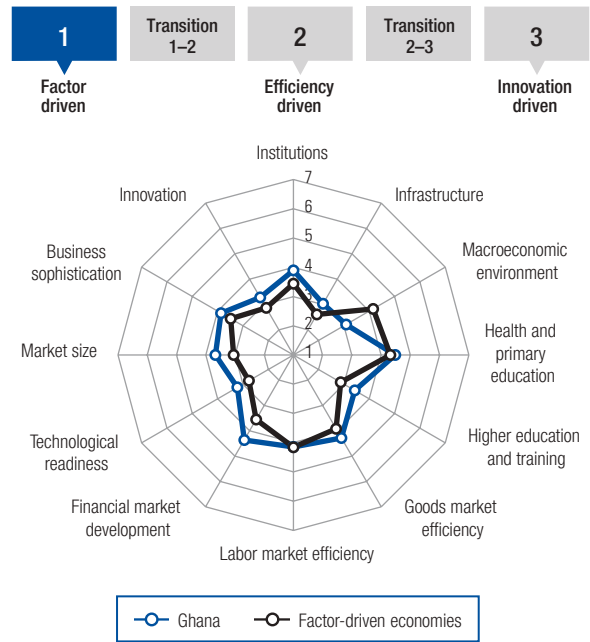 1
Transition
1–2
2
Transition
2–3
3
Factor
driven
Efficiency
driven
Innovation
driven
Institutions
7
Innovation
6
Infrastructure
5
Business
sophistication
4
Macroeconomic
environment
3
2
Market size
1
Health and
primary
education
Technological
readiness
Higher education
and training
Financial market
development
Goods market
efficiency
Labor market efficiency
Ghana
Factor-driven economies